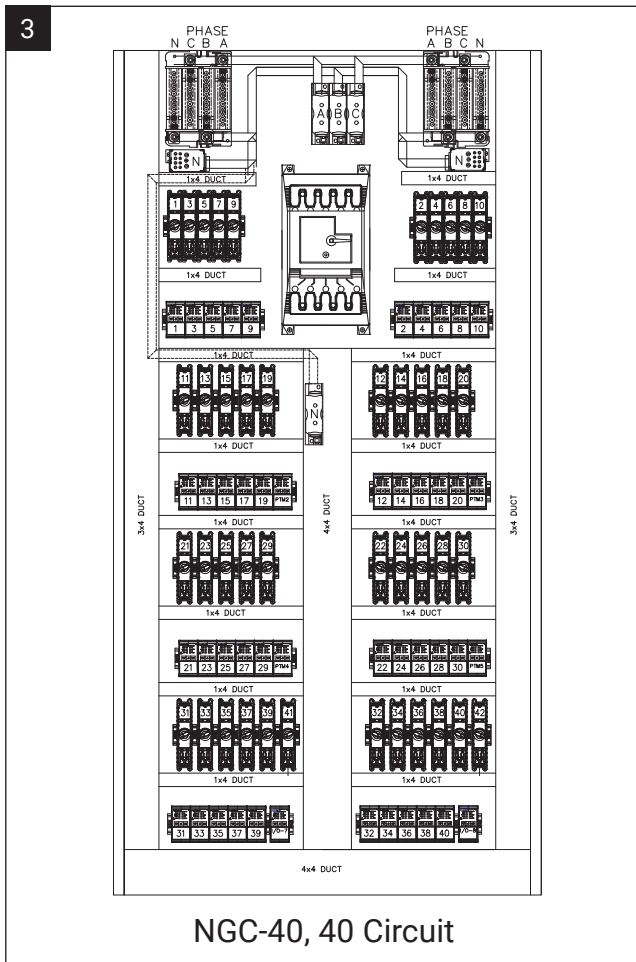 3
PHASE
N C B A
PHASE
A B C N
A B C
N
N
1x4 DUCT
1x4 DUCT
1 3 5 7 9
2 4 6 8 10
1x4 DUCT
1x4 DUCT
1 3 5 7 9
2 4 6 8 10
1x4 DUCT
1x4 DUCT
11 13 15 17 19
12 14 16 18 20
N
1x4 DUCT
1x4 DUCT
3x4 DUCT
4x4 DUCT
3x4 DUCT
11 13 15 17 19 PTM2
12 14 16 18 20 PTM3
1x4 DUCT
1x4 DUCT
21 23 25 27 29
22 24 26 28 30
1x4 DUCT
1x4 DUCT
21 23 25 27 29 PTM4
22 24 26 28 30 PTM5
1x4 DUCT
1x4 DUCT
31 33 35 37 39 41
32 34 36 38 40 42
1x4 DUCT
1x4 DUCT
31 33 35 37 39
32 34 36 38 40
4x4 DUCT
NGC-40, 40 Circuit